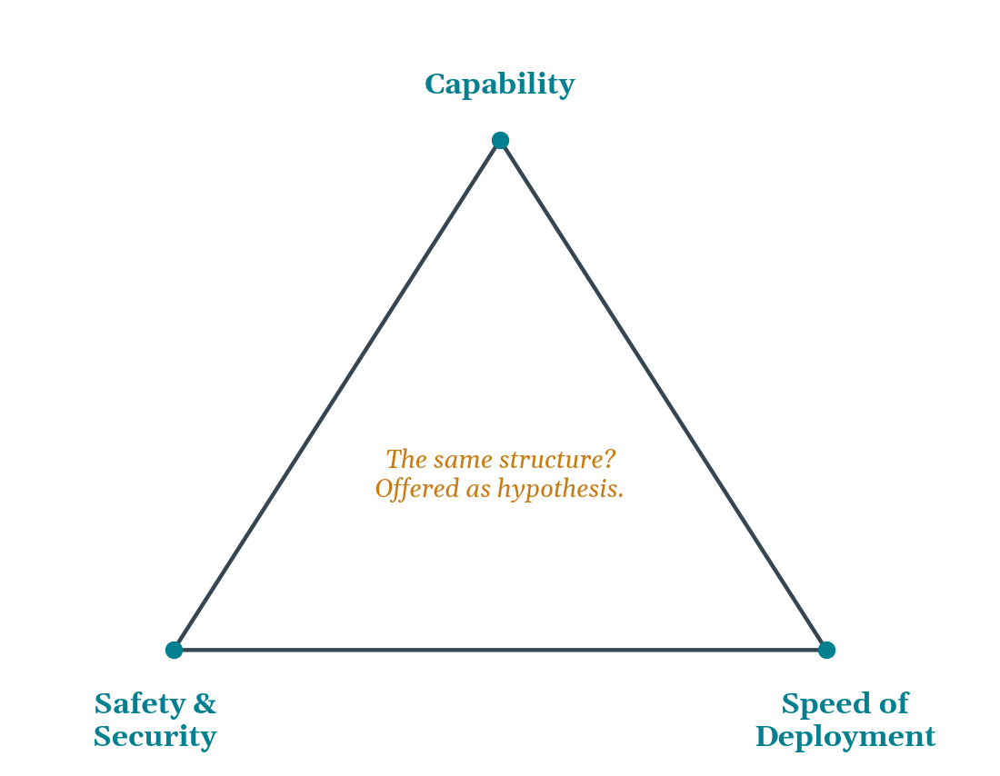 Capability
The same structure?
Offered as hypothesis.
Safety &
Security
Speed of
Deployment